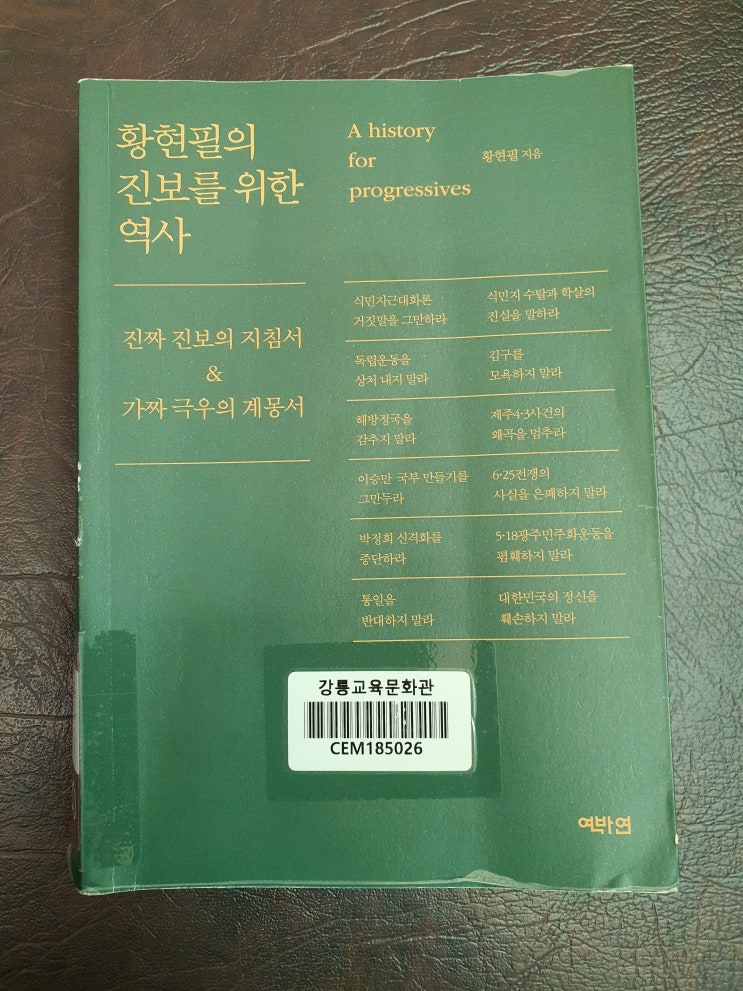 황현필의
진보를 위한
역사
A history
for
progressives
황현필 지음
진짜 진보의 지침서
&
가짜 극우의 계몽서
식민지근대화론
거짓말을 그만하라
식민지 수탈과 학살의
진실을 말하라
독립운동을
상처 내지 말라
김구를
모욕하지 말라
해방정국을
감추지 말라
제주4·3사건의
왜곡을 멈추라
이승만 국부 만들기를
그만두라
6·25전쟁의
사실을 은폐하지 말라
박정희 신격화를
중단하라
5·18광주민주화운동을
폄훼하지 말라
통일을
반대하지 말라
대한민국의 정신을
훼손하지 말라
강릉교육문화관
CEM185026
역바연